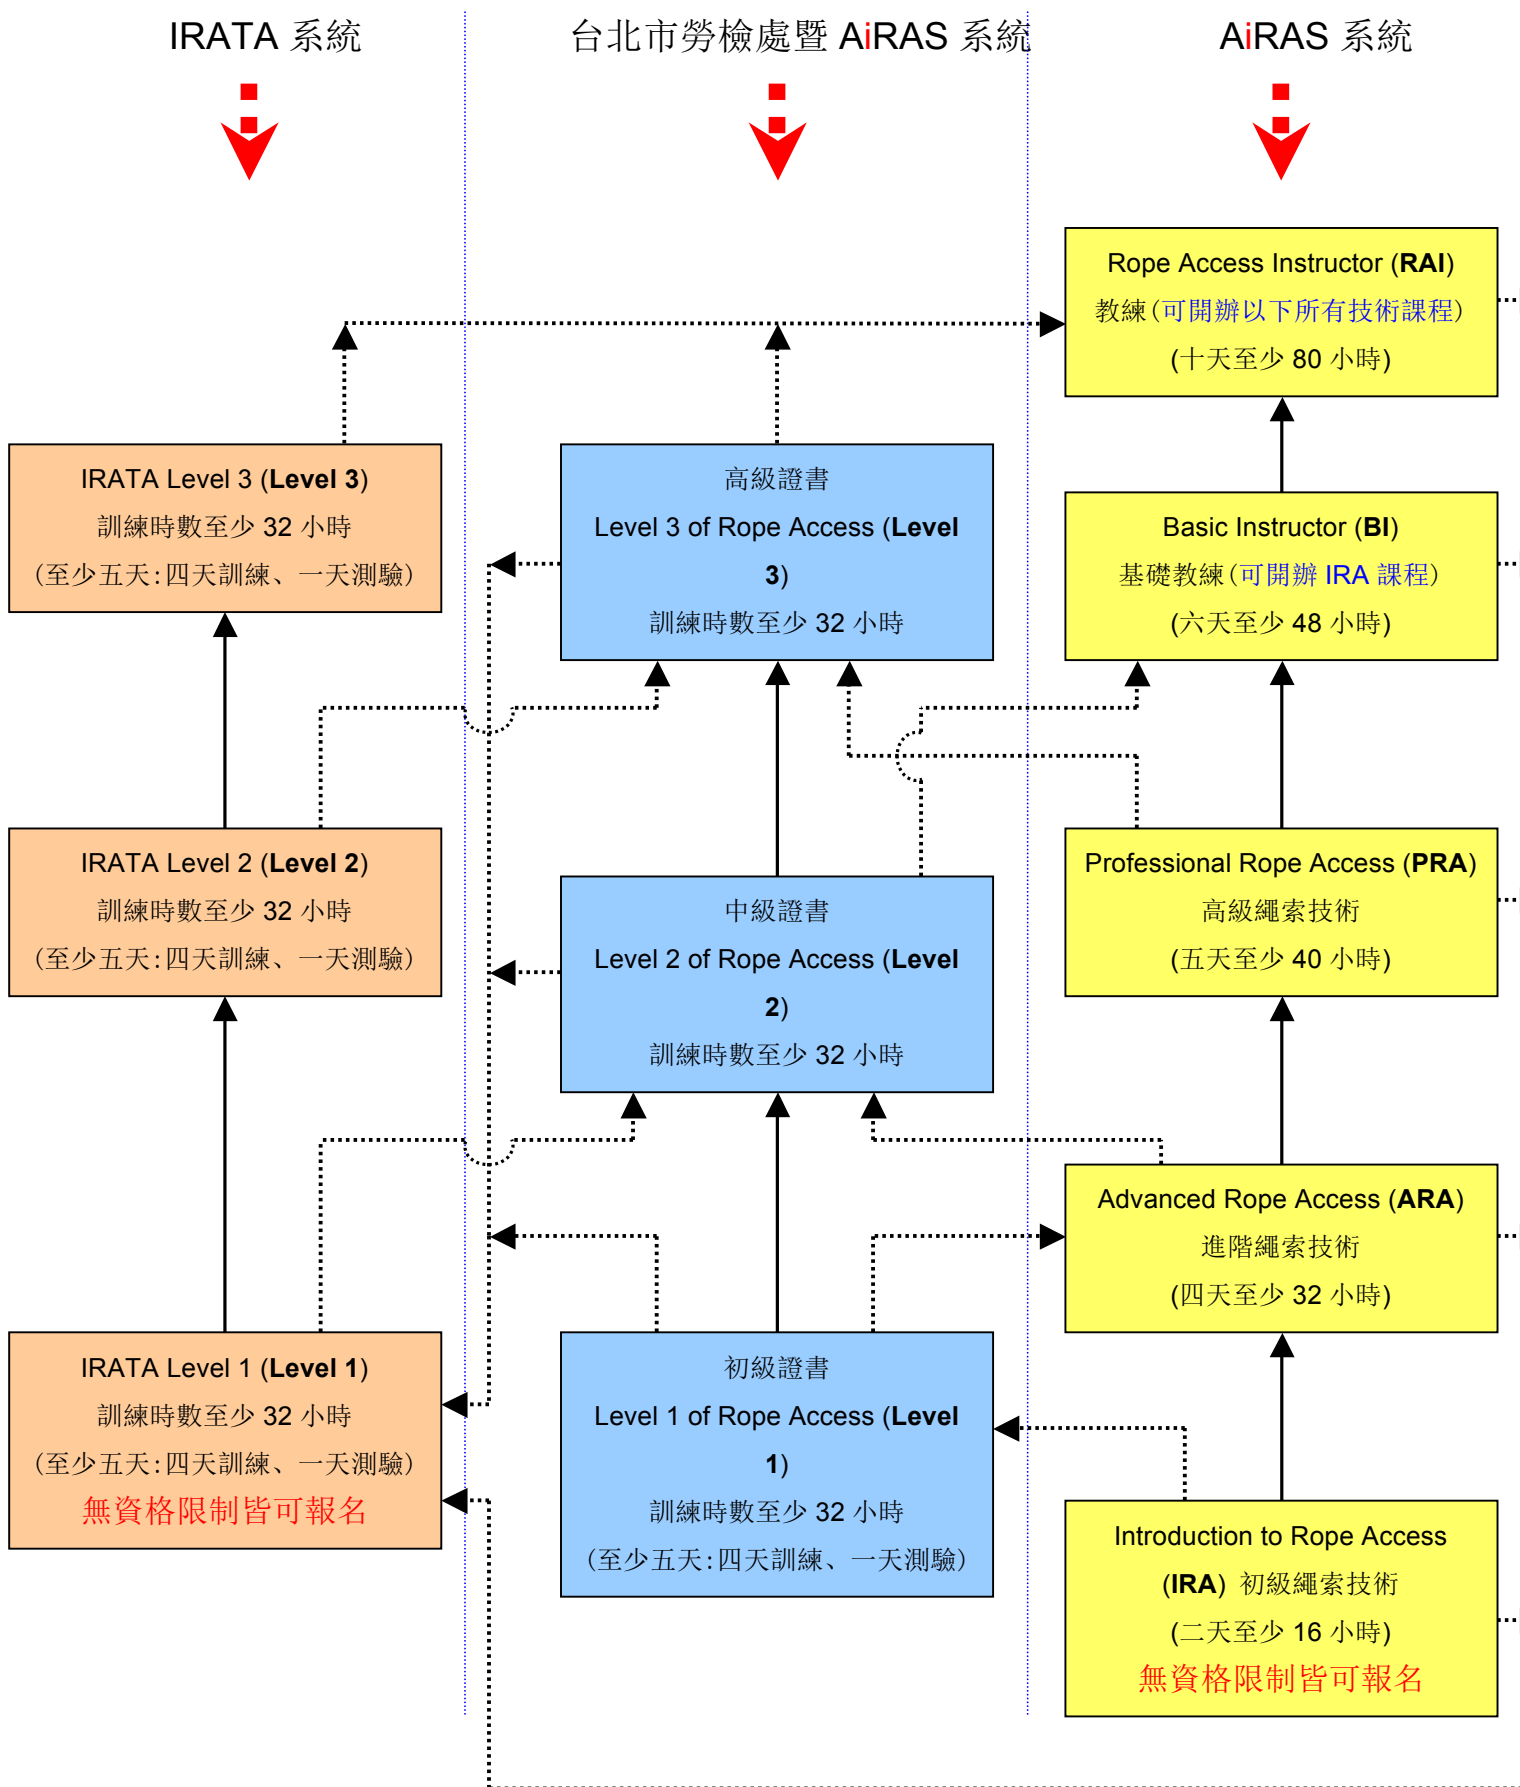 IRATA 系統
台北市勞檢處暨 AiRAS 系統
AiRAS 系統
Rope Access Instructor (RAI)
教練(可開辦以下所有技術課程)
(十天至少 80 小時)
IRATA Level 3 (Level 3)
訓練時數至少 32 小時
(至少五天:四天訓練、一天測驗)
高級證書
Level 3 of Rope Access (Level
3)
訓練時數至少 32 小時
Basic Instructor (BI)
基礎教練(可開辦 IRA 課程)
(六天至少 48 小時)
IRATA Level 2 (Level 2)
訓練時數至少 32 小時
(至少五天:四天訓練、一天測驗)
中級證書
Level 2 of Rope Access (Level
2)
訓練時數至少 32 小時
Professional Rope Access (PRA)
高級繩索技術
(五天至少 40 小時)
Advanced Rope Access (ARA)
進階繩索技術
(四天至少 32 小時)
IRATA Level 1 (Level 1)
訓練時數至少 32 小時
(至少五天:四天訓練、一天測驗)
無資格限制皆可報名
初級證書
Level 1 of Rope Access (Level
1)
訓練時數至少 32 小時
(至少五天:四天訓練、一天測驗)
Introduction to Rope Access
(IRA) 初級繩索技術
(二天至少 16 小時)
無資格限制皆可報名